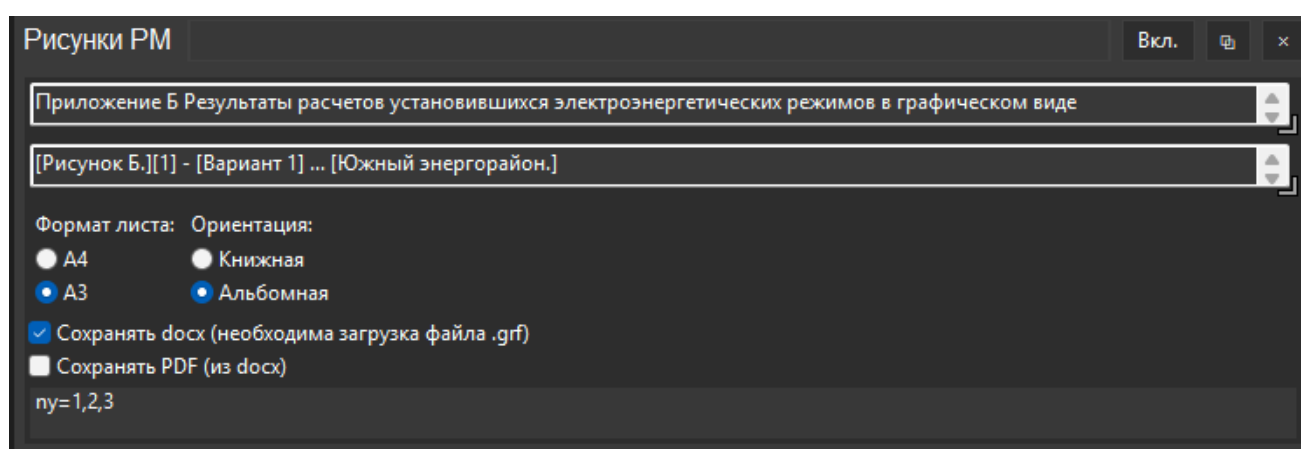 Рисунки РМ
Вкл.
×
Приложение Б Результаты расчетов установившихся электроэнергетических режимов в графическом виде
[Рисунок Б.][1] - [Вариант 1] ... [Южный энергорайон.]
Формат листа: Ориентация:
А4 Книжная
А3 Альбомная
Сохранять docx (необходима загрузка файла .grf)
Сохранять PDF (из docx)
ny=1,2,3